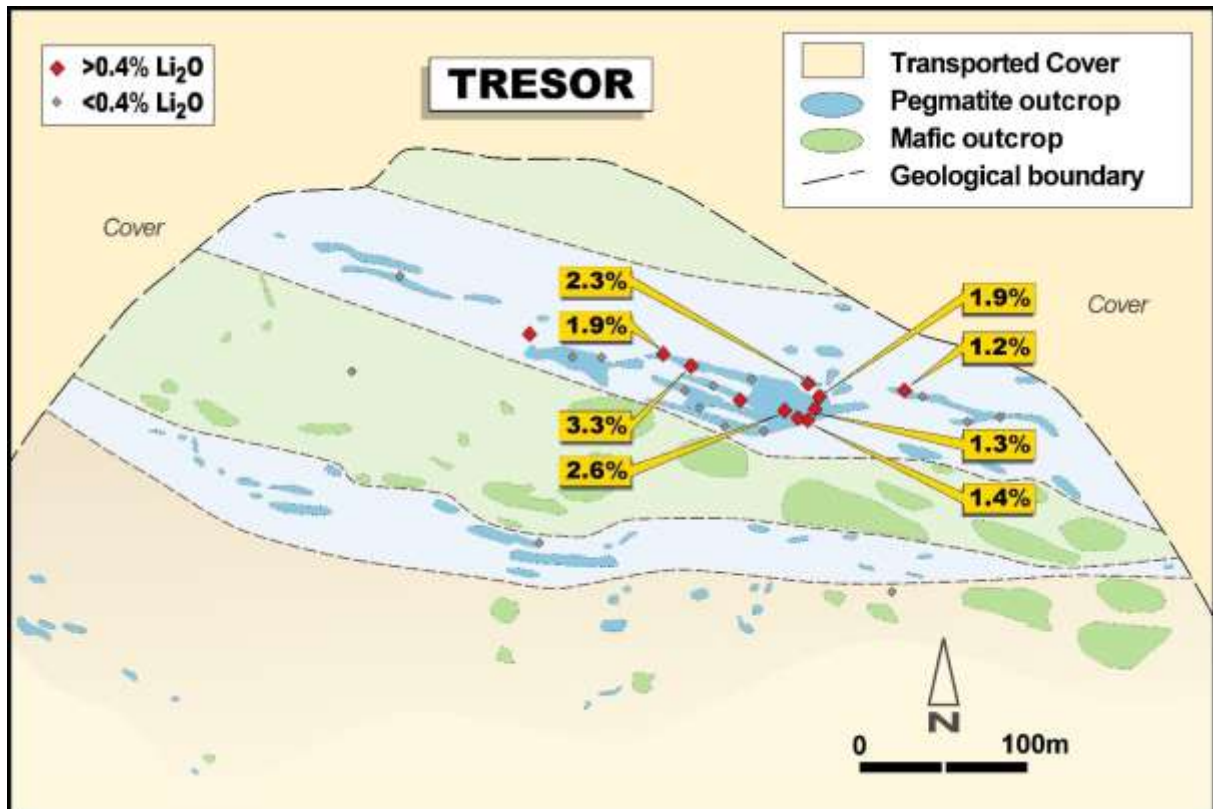 >0.4% Li₂O
<0.4% Li₂O
TRESOR
Transported Cover
Pegmatite outcrop
Mafic outcrop
Geological boundary
Cover
Cover
2.3%
1.9%
3.3%
2.6%
1.9%
1.2%
1.3%
1.4%
N
0 100m